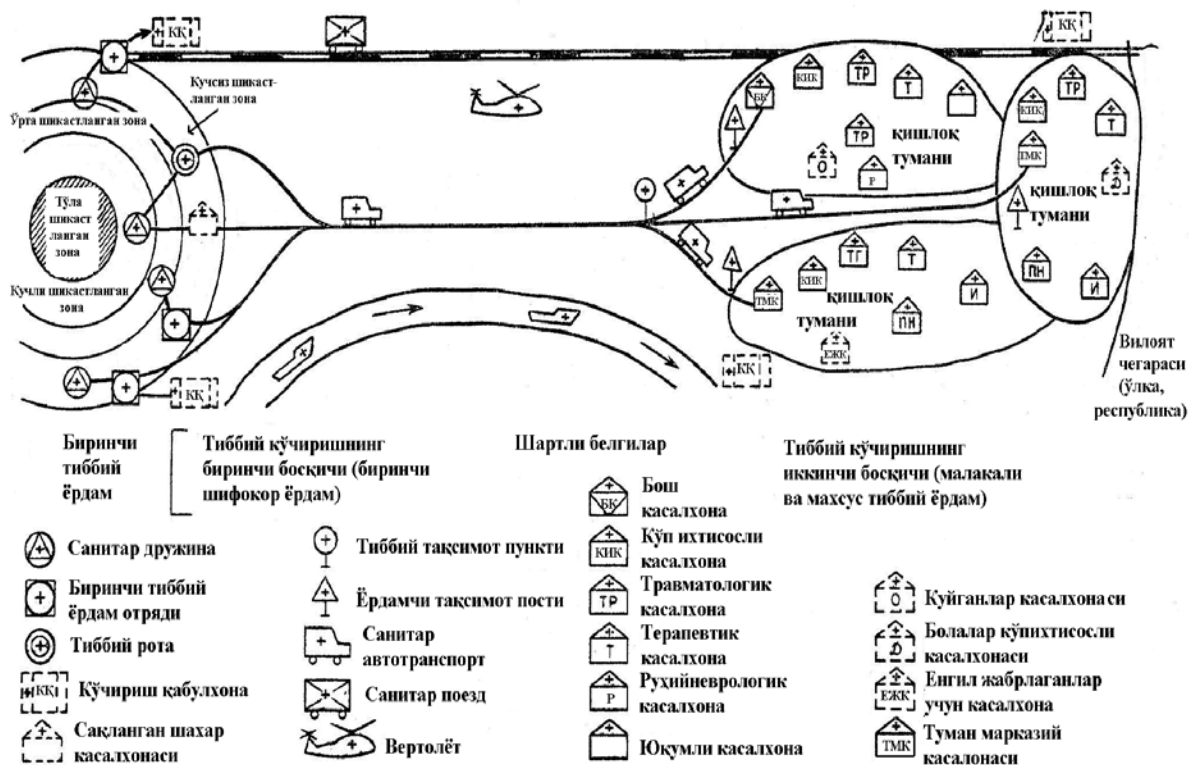 КҚ
КҚ
Кучсиз шикаст-
ланган зона
Ўрта шикастланган зона
Тўла
шикаст
ланган
зона
Кучли шикастланган
зона
КҚ
БК
КИК
ТР
Т
ТР
О
Р
қишлоқ
тумани
КИК
ТР
Т
ТМК
Д
қишлоқ
тумани
ПН
И
ТМК
КИК
ТГ
Т
И
ПН
ЕЖК
қишлоқ
тумани
КҚ
Вилоят
чегараси
(ўлка,
республика)
Биринчи
тиббий
ёрдам
Тиббий кўчиришнинг
биринчи босқичи (биринчи
шифокор ёрдам)
Шартли белгилар
Тиббий кўчиришнинг
иккинчи босқичи (малакали
ва махсус тиббий ёрдам)
Санитар дружина
Биринчи тиббий
ёрдам отряди
Тиббий рота
КҚ
Кўчириш қабулхона
Сақланган шахар
касалхонаси
Тиббий тақсимот пункти
Ёрдамчи тақсимот пости
Санитар
автотранспорт
Санитар поезд
Вертолёт
БК
Бош
касалхона
КИК
Кўп ихтисосли
касалхона
ТР
Травматологик
касалхона
Т
Терапевтик
касалхона
Р
Руҳийневрологик
касалхона
Юқумли касалхона
О
Куйганлар касалхонаси
Д
Болалар кўпихтисосли
касалхонаси
ЕЖК
Енгил жабрлаганлар
учун касалхона
ТМК
Туман марказий
касалонаси